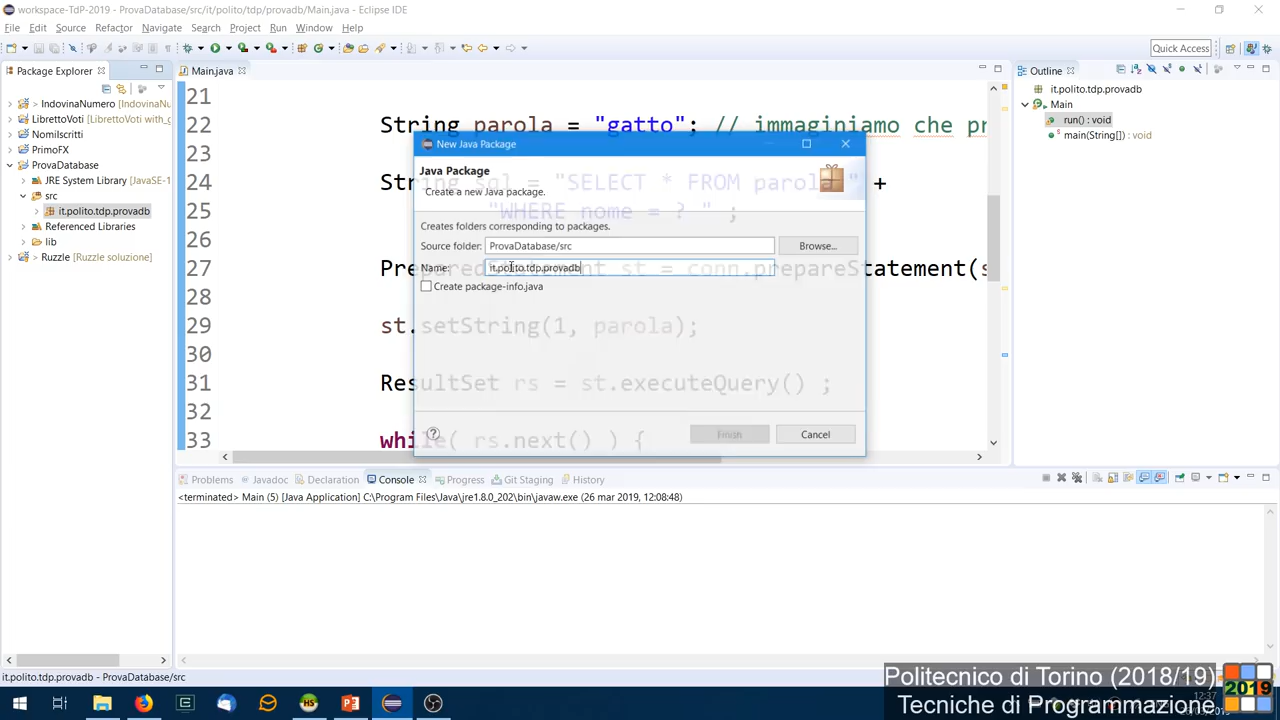 workspace-TdP-2019 - ProvaDatabase/src/it/polito/tdp/provadb/Main.java - Eclipse IDE
File Edit Source Refactor Navigate Search Project Run Window Help
Quick Access
Package Explorer
Main.java
Outline
> IndovinaNumero [IndovinaNu
> LibrettoVoti [LibrettoVoti with_g
NomiIscritti
PrimoFX
ProvaDatabase
JRE System Library [JavaSE-1
src
it.polito.tdp.provadb
Referenced Libraries
lib
> Ruzzle [Ruzzle soluzione]
21
22 String parola = "gatto"; // immaginiamo che pr
23
24 String sql = "SELECT * FROM parola " +
25 "WHERE nome = ? " ;
26
27 PreparedStatement st = conn.prepareStatement(s
28
29 st.setString(1, parola);
30
31 ResultSet rs = st.executeQuery() ;
32
33 while( rs.next() ) {
New Java Package
Java Package
Create a new Java package.
Creates folders corresponding to packages.
Source folder: ProvaDatabase/src Browse...
Name: it.polito.tdp.provadb
Create package-info.java
Finish Cancel
it.polito.tdp.provadb
Main
run() : void
main(String[]) : void
Problems Javadoc Declaration Console Progress Git Staging History
<terminated> Main (5) [Java Application] C:\Program Files\Java\jre1.8.0_202\bin\javaw.exe (26 mar 2019, 12:08:48)
it.polito.tdp.provadb - ProvaDatabase/src
Politecnico di Torino (2018/19)
Tecniche di Programmazione
2019
12:37